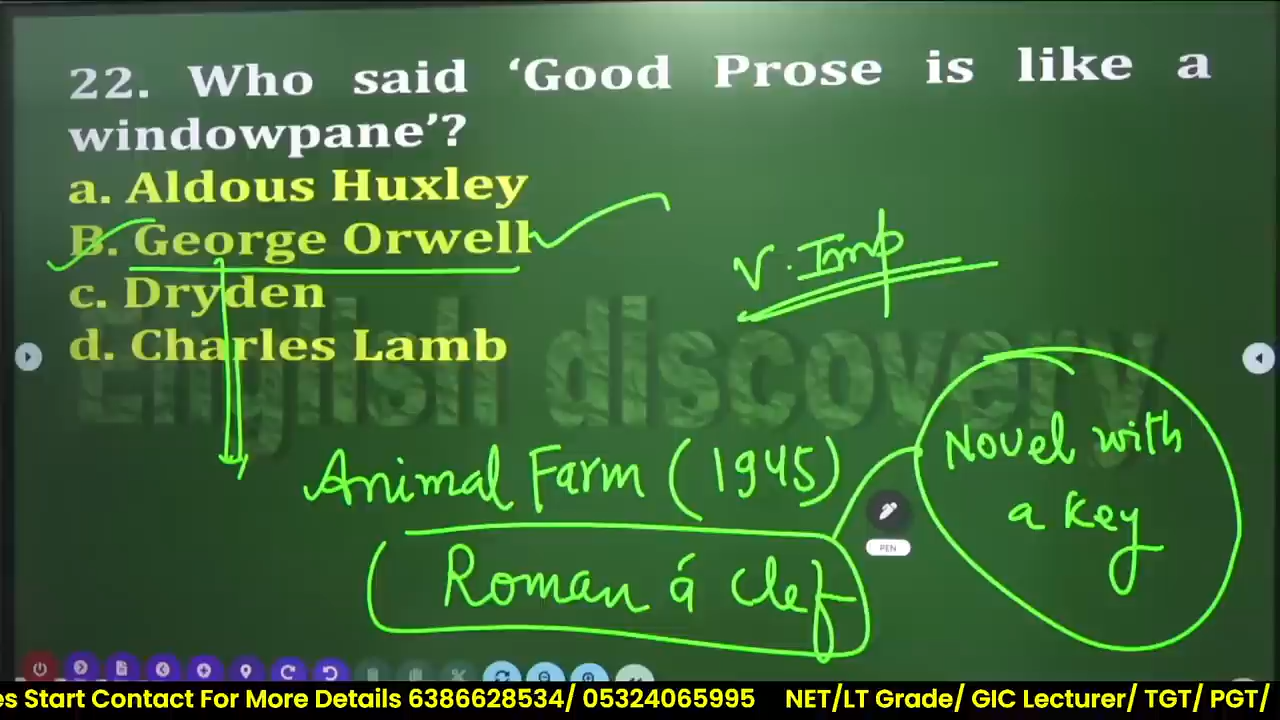 22. Who said ‘Good Prose is like a
windowpane’?
a. Aldous Huxley
B. George Orwell
c. Dryden
d. Charles Lamb
V. Imp
English discovery
Animal Farm (1945)
Roman á Clef
Novel with
a Key
PEN
es Start Contact For More Details 6386628534/ 05324065995 NET/LT Grade/ GIC Lecturer/ TGT/ PGT/